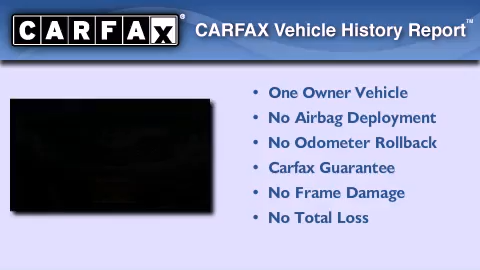 CARFAX® CARFAX Vehicle History Report™
• One Owner Vehicle
• No Airbag Deployment
• No Odometer Rollback
• Carfax Guarantee
• No Frame Damage
• No Total Loss